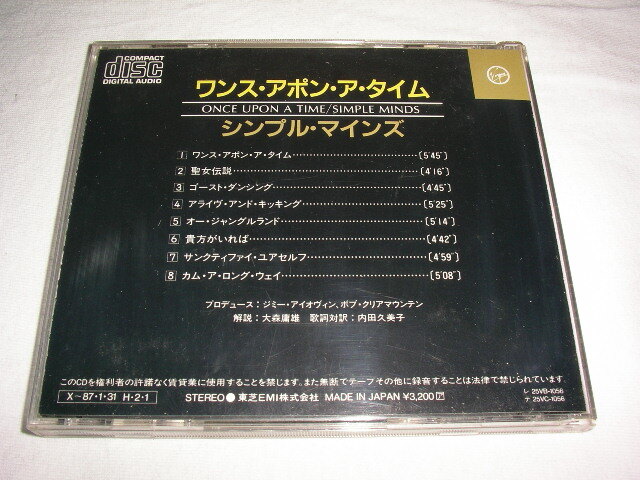 COMPACT
disc
DIGITAL AUDIO
ワンス・アポン・ア・タイム
ONCE UPON A TIME/SIMPLE MINDS
シンプル・マインズ
1 ワンス・アポン・ア・タイム (5'45")
2 聖女伝説 (4'16")
3 ゴースト・ダンシング (4'45")
4 アライヴ・アンド・キッキング (5'25")
5 オー・ジャングルランド (5'14")
6 貴方がいれば (4'42")
7 サンクティファイ・ユアセルフ (4'59")
8 カム・ア・ロング・ウェイ (5'08")
プロデュース：ジミー・アイオヴィン, ボブ・クリアマウンテン
解説：大森庸雄 歌詞対訳：内田久美子
このCDを権利者の許諾なく賃貸業に使用することを禁じます。また無断でテープその他に録音することは法律で禁じられています
X～87・1・31 H・2・1 STEREO● 東芝EMI株式会社 MADE IN JAPAN ¥3,200
レ 25VB-1056
テ 25VC-1056